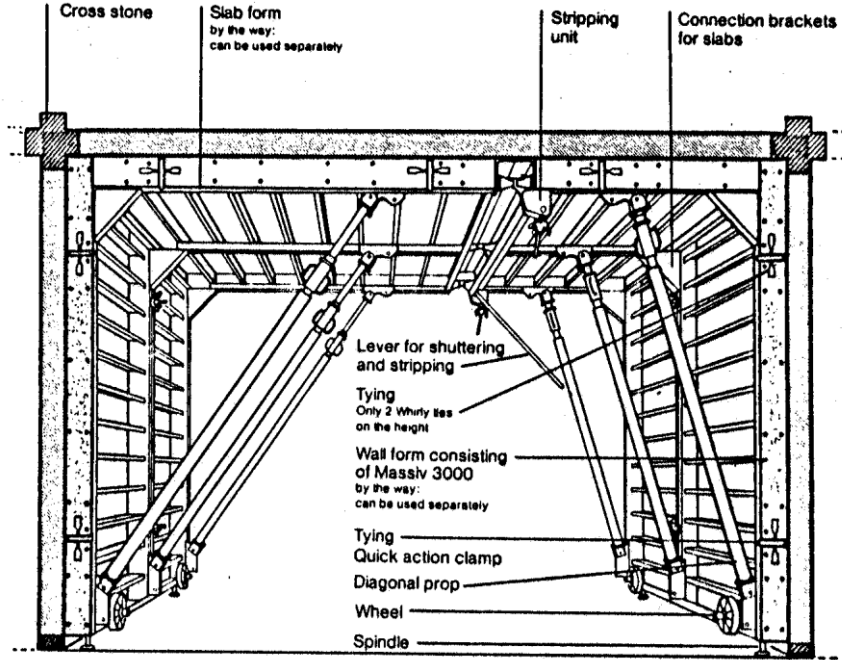 Cross stone
Slab form
by the way:
can be used separately
Stripping
unit
Connection brackets
for slabs
Lever for shuttering
and stripping
Tying
Only 2 Whirly ties
on the height
Wall form consisting
of Massiv 3000
by the way:
can be used separately
Tying
Quick action clamp
Diagonal prop
Wheel
Spindle